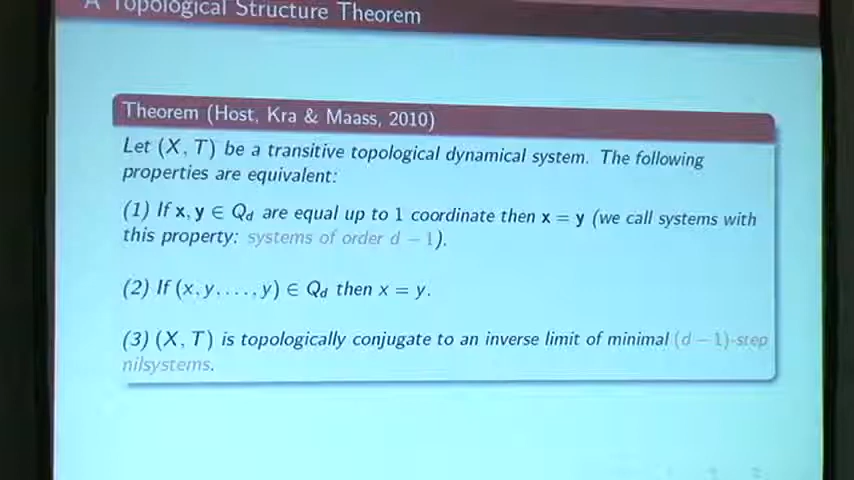 A Topological Structure Theorem
Theorem (Host, Kra & Maass, 2010)
Let (X, T) be a transitive topological dynamical system. The following
properties are equivalent:
(1) If x, y ∈ Q_d are equal up to 1 coordinate then x = y (we call systems with
this property: systems of order d − 1).
(2) If (x, y, . . . , y) ∈ Q_d then x = y.
(3) (X, T) is topologically conjugate to an inverse limit of minimal (d − 1)-step
nilsystems.